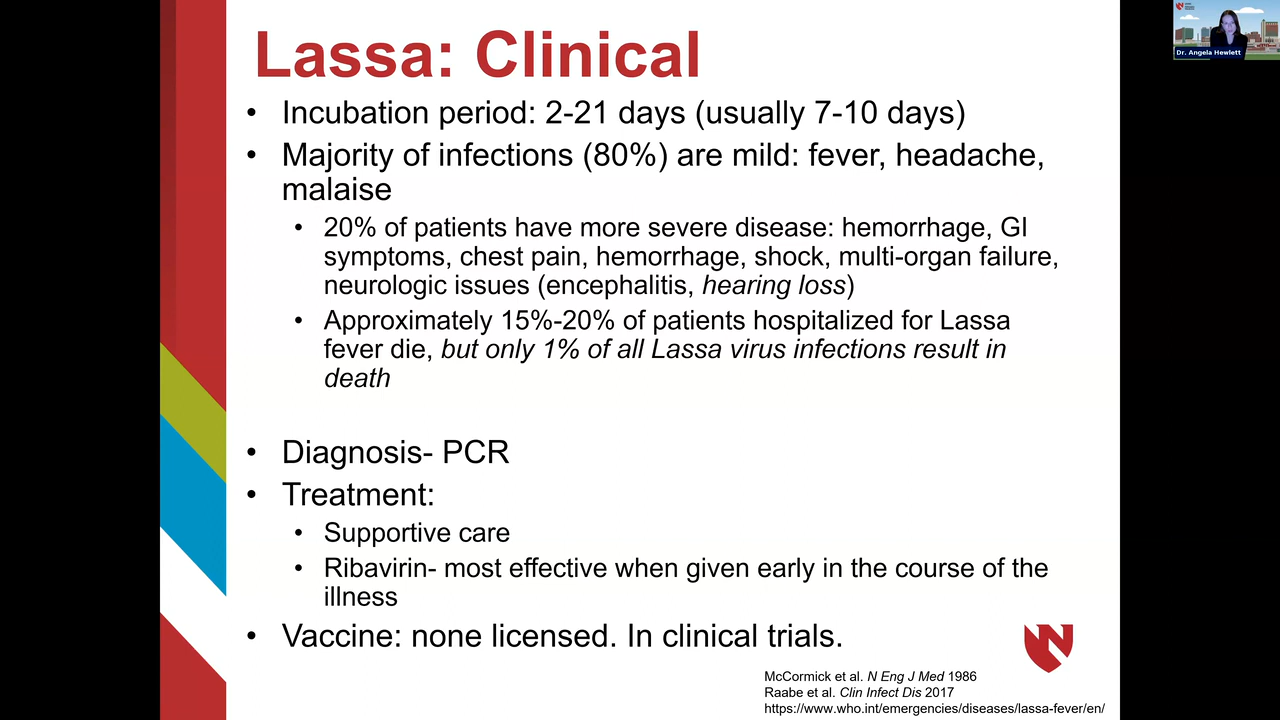 Lassa: Clinical
• Incubation period: 2-21 days (usually 7-10 days)
• Majority of infections (80%) are mild: fever, headache,
malaise
• 20% of patients have more severe disease: hemorrhage, GI
symptoms, chest pain, hemorrhage, shock, multi-organ failure,
neurologic issues (encephalitis, hearing loss)
• Approximately 15%-20% of patients hospitalized for Lassa
fever die, but only 1% of all Lassa virus infections result in
death
• Diagnosis- PCR
• Treatment:
• Supportive care
• Ribavirin- most effective when given early in the course of the
illness
• Vaccine: none licensed. In clinical trials.
McCormick et al. N Eng J Med 1986
Raabe et al. Clin Infect Dis 2017
https://www.who.int/emergencies/diseases/lassa-fever/en/
Dr. Angela Hewlett